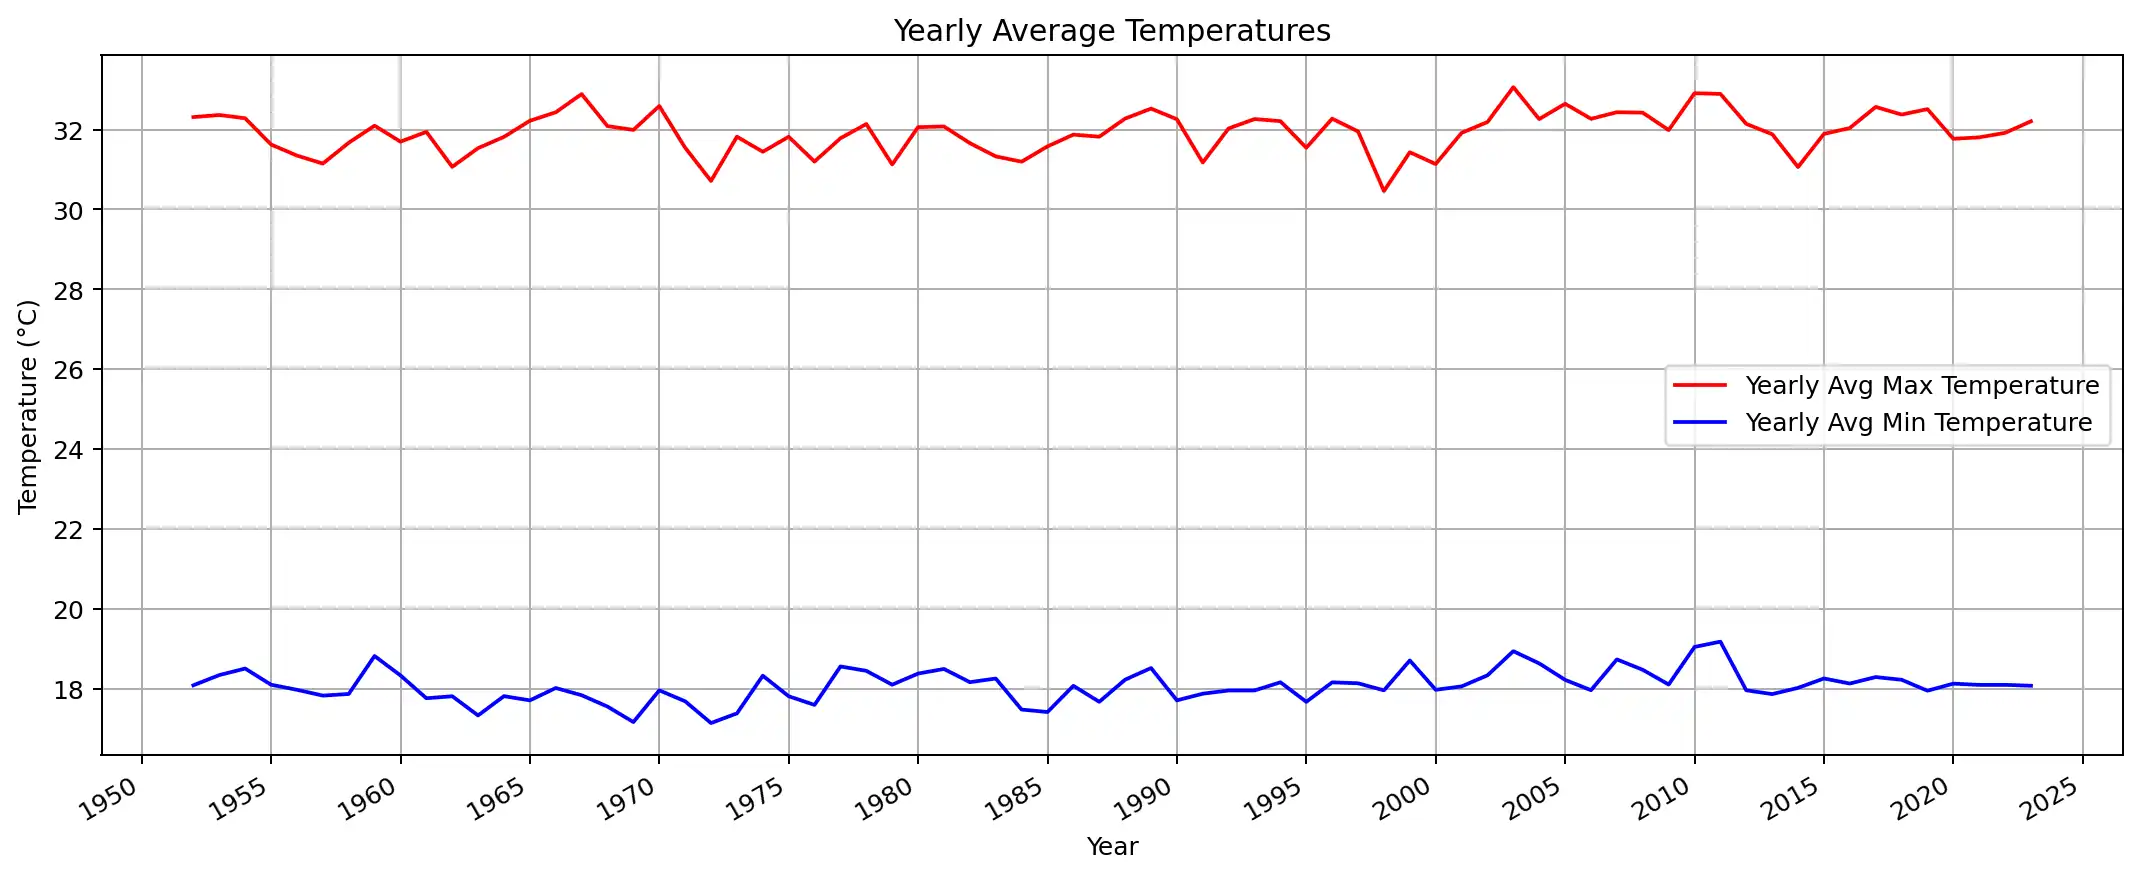 Yearly Average Temperatures
Temperature (°C)
32
30
28
26
24
22
20
18
Yearly Avg Max Temperature
Yearly Avg Min Temperature
1950 1955 1960 1965 1970 1975 1980 1985 1990 1995 2000 2005 2010 2015 2020 2025
Year